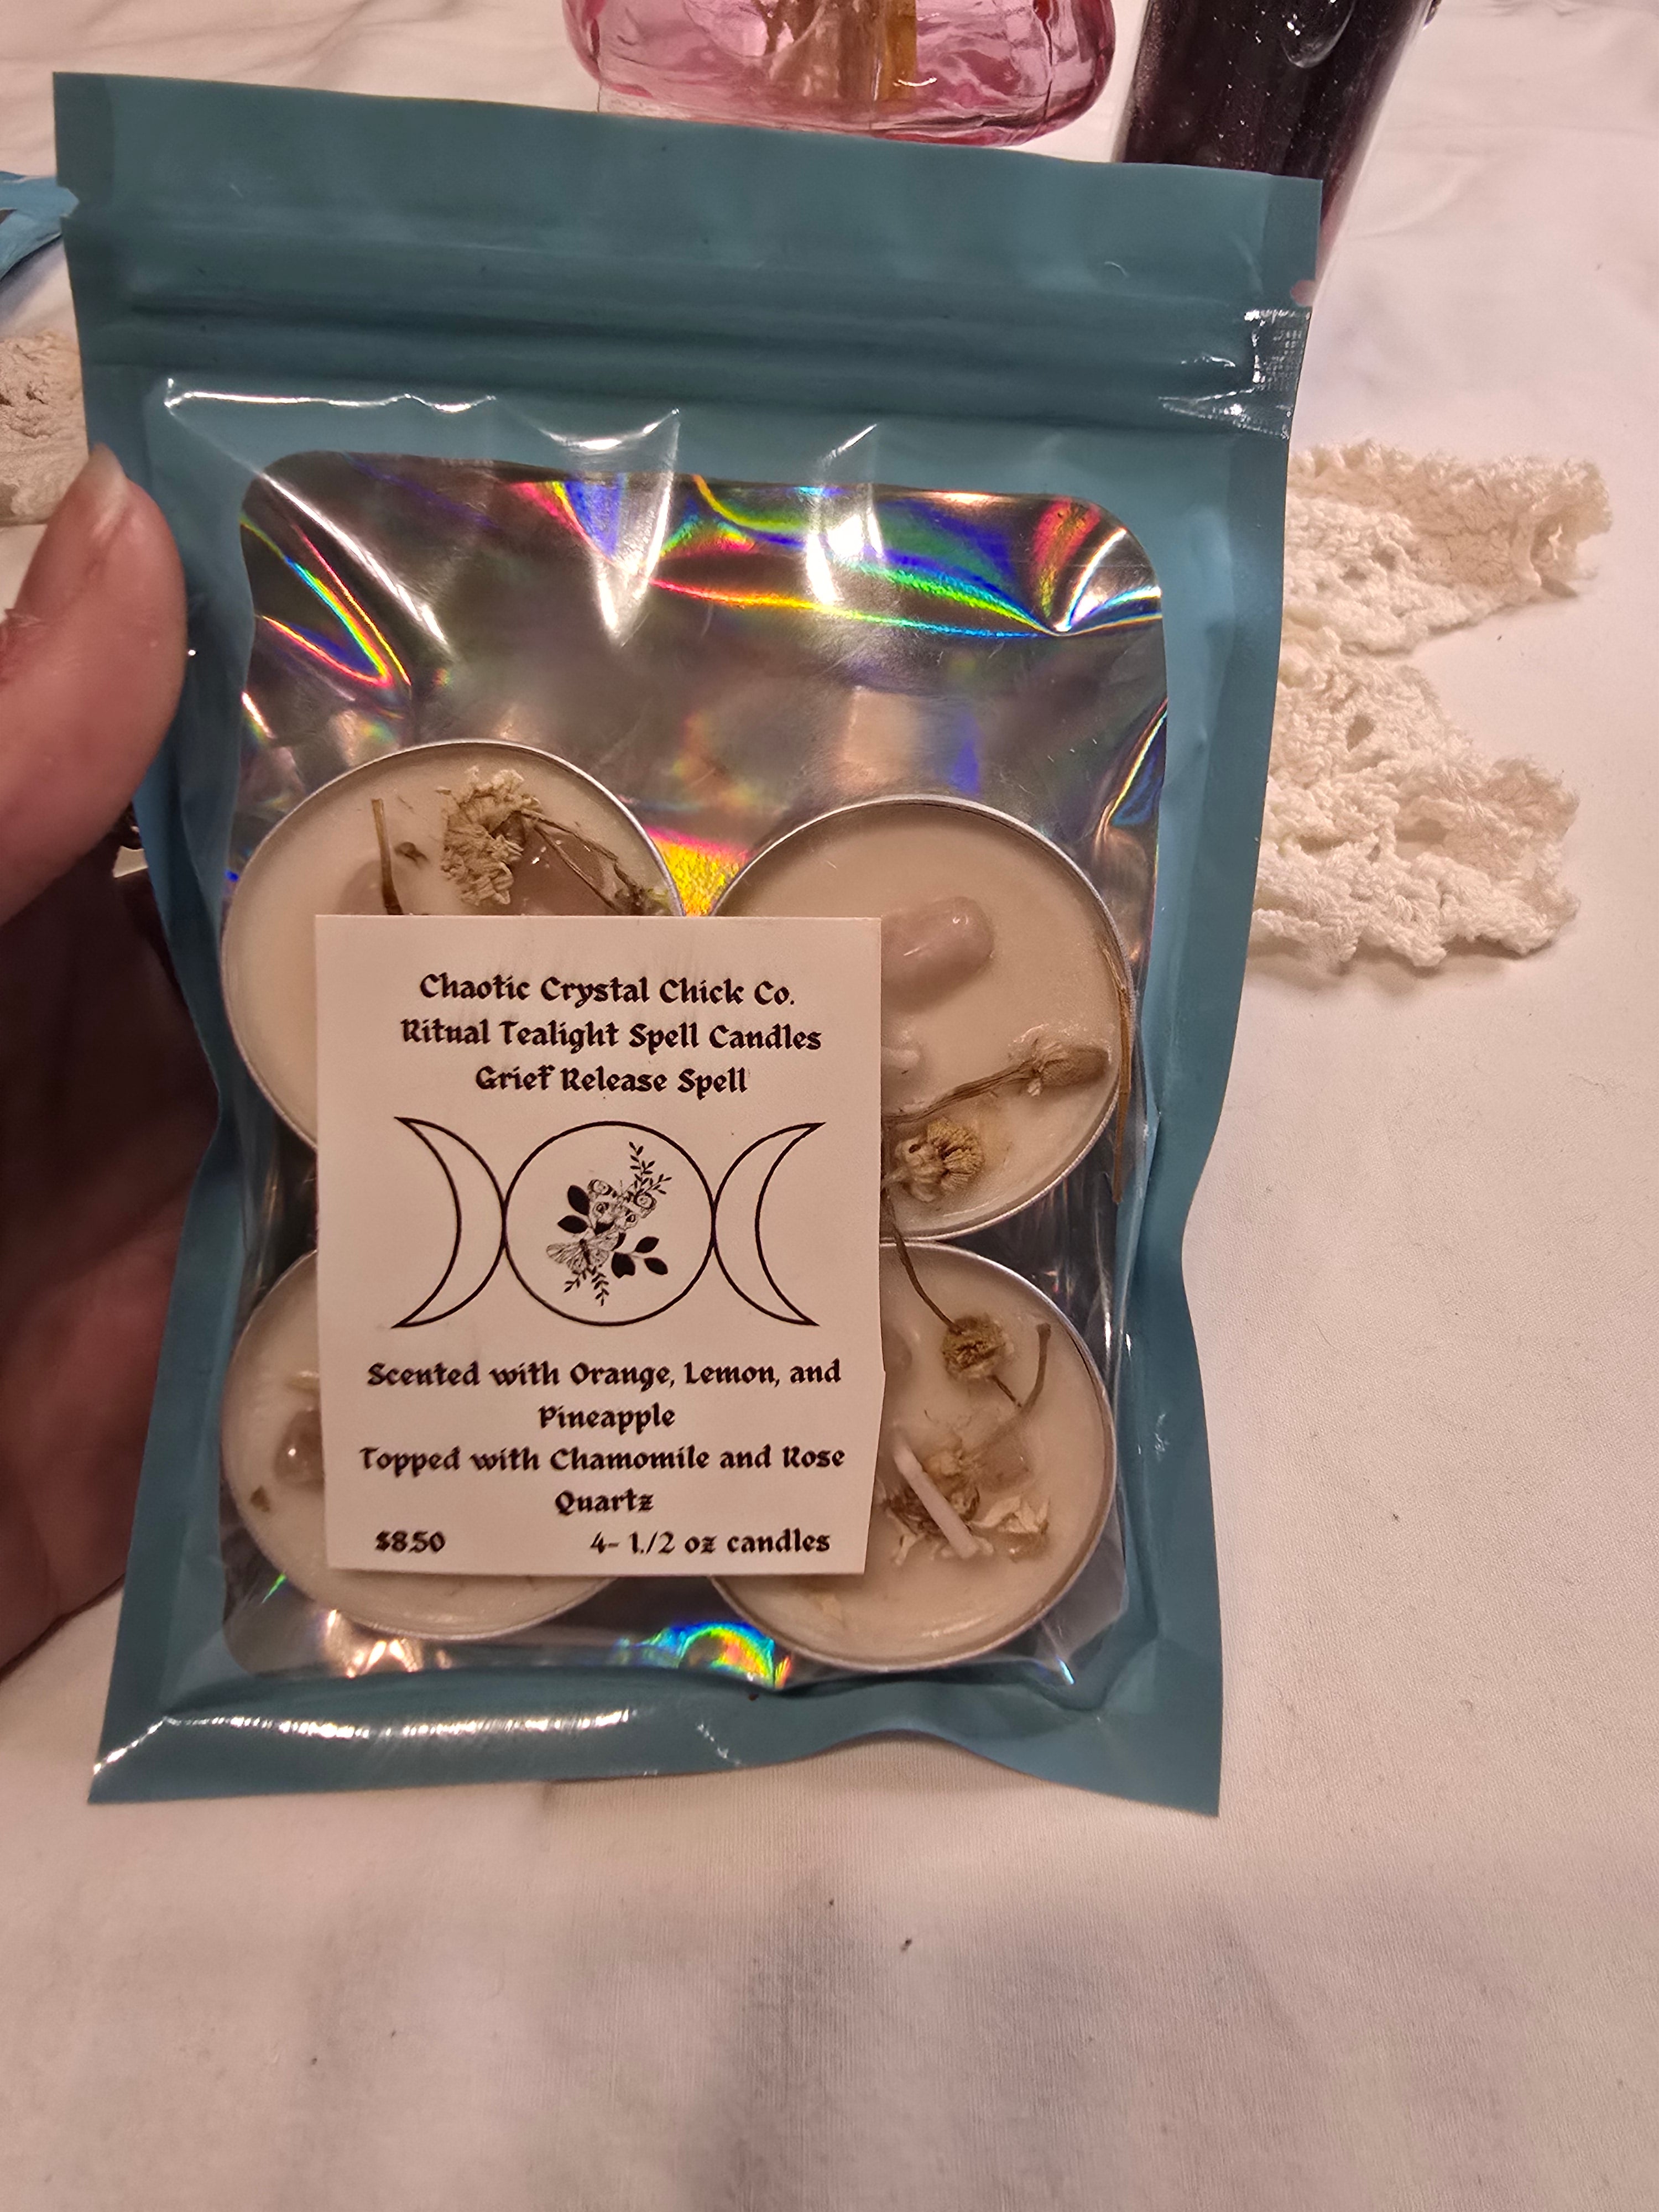 Chaotic Crystal Chick Co.
Ritual Tealight Spell Candles
Grief Release Spell
Scented with Orange, Lemon, and
Pineapple
Topped with Chamomile and Rose
Quartz
$8.50 4- 1./2 oz candles